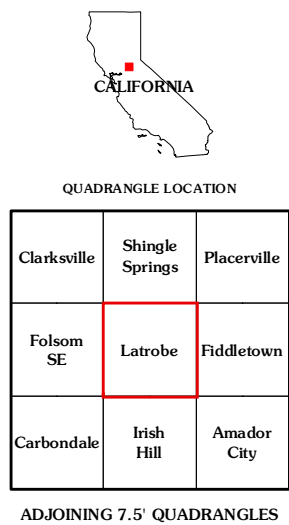 CALIFORNIA
QUADRANGLE LOCATION
Clarksville
Shingle
Springs
Placerville
Folsom
SE
Latrobe
Fiddletown
Carbondale
Irish
Hill
Amador
City
ADJOINING 7.5' QUADRANGLES